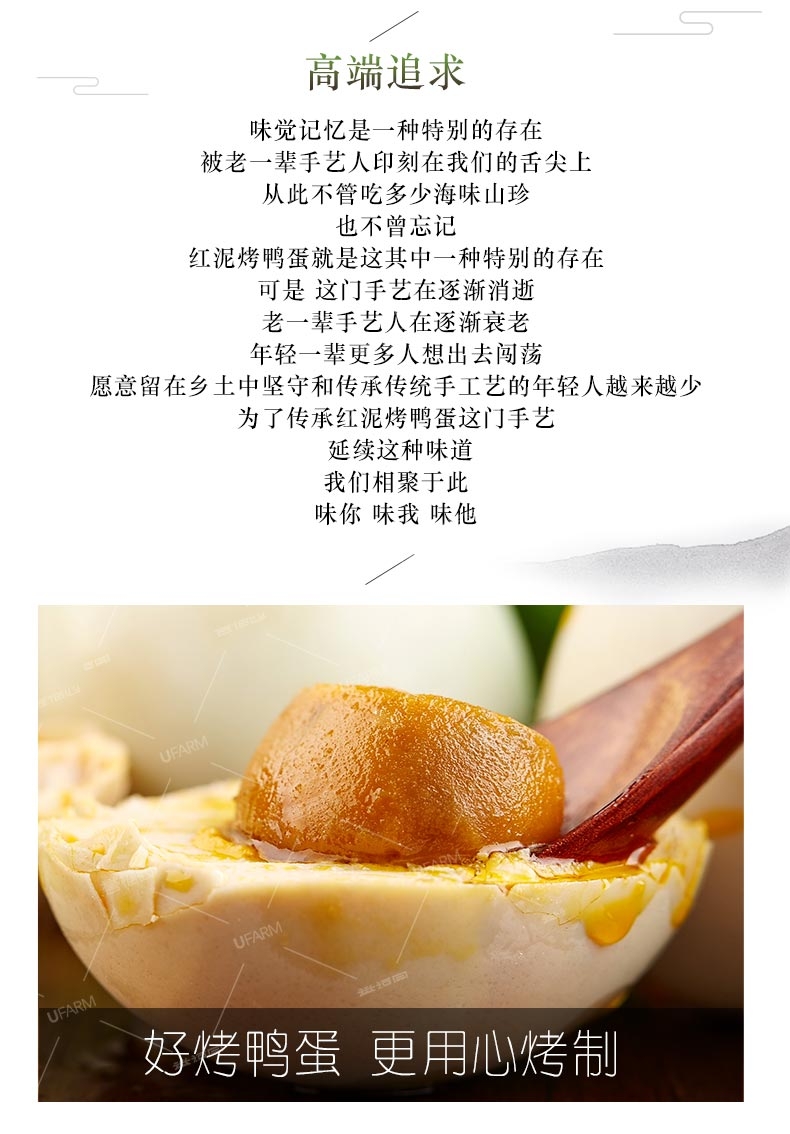 高端追求
味觉记忆是一种特别的存在
被老一辈手艺人印刻在我们的舌尖上
从此不管吃多少海味山珍
也不曾忘记
红泥烤鸭蛋就是这其中一种特别的存在
可是 这门手艺在逐渐消逝
老一辈手艺人在逐渐衰老
年轻一辈更多人想出去闯荡
愿意留在乡土中坚守和传承传统手工艺的年轻人越来越少
为了传承红泥烤鸭蛋这门手艺
延续这种味道
我们相聚于此
味你 味我 味他
UFARM
UFARM
UFARM
好烤鸭蛋 更用心烤制